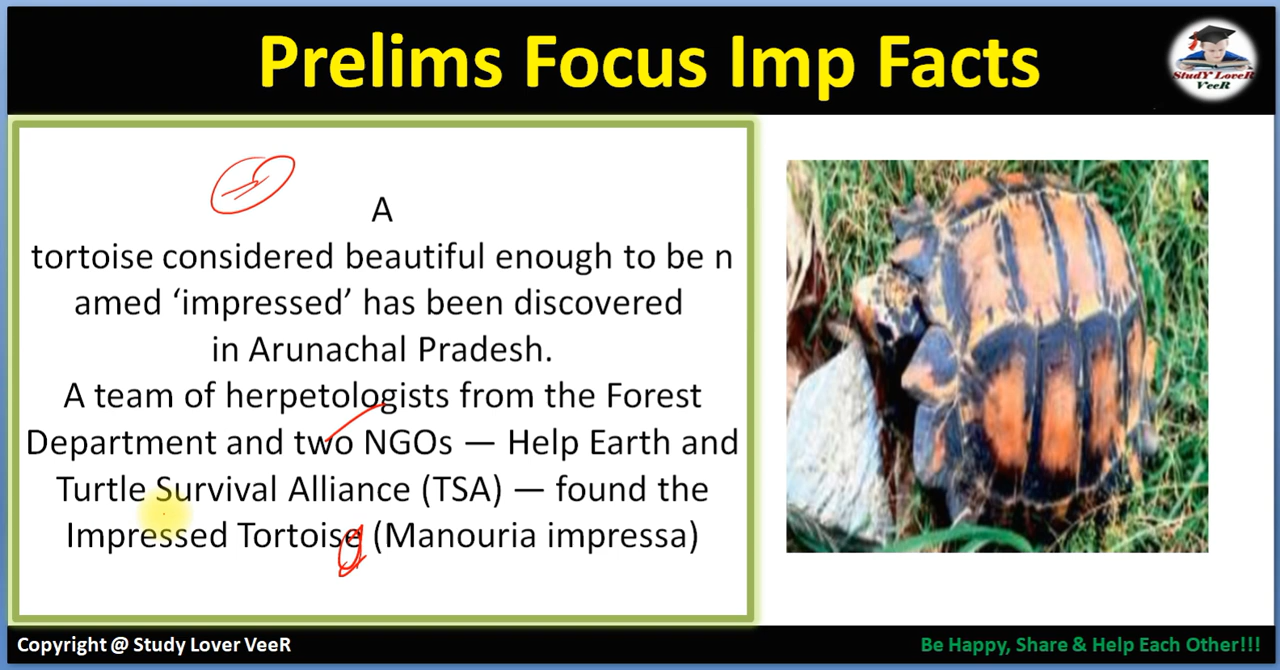 Prelims Focus Imp Facts
StudY LoveR
VeeR
A
tortoise considered beautiful enough to be n
amed ‘impressed’ has been discovered
in Arunachal Pradesh.
A team of herpetologists from the Forest
Department and two NGOs — Help Earth and
Turtle Survival Alliance (TSA) — found the
Impressed Tortoise (Manouria impressa)
Copyright @ Study Lover VeeR
Be Happy, Share & Help Each Other!!!